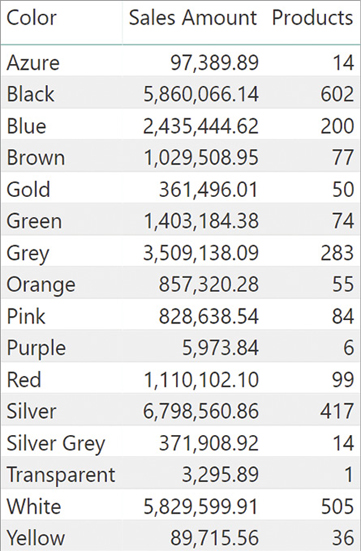 Color Sales Amount Products
Azure 97,389.89 14
Black 5,860,066.14 602
Blue 2,435,444.62 200
Brown 1,029,508.95 77
Gold 361,496.01 50
Green 1,403,184.38 74
Grey 3,509,138.09 283
Orange 857,320.28 55
Pink 828,638.54 84
Purple 5,973.84 6
Red 1,110,102.10 99
Silver 6,798,560.86 417
Silver Grey 371,908.92 14
Transparent 3,295.89 1
White 5,829,599.91 505
Yellow 89,715.56 36